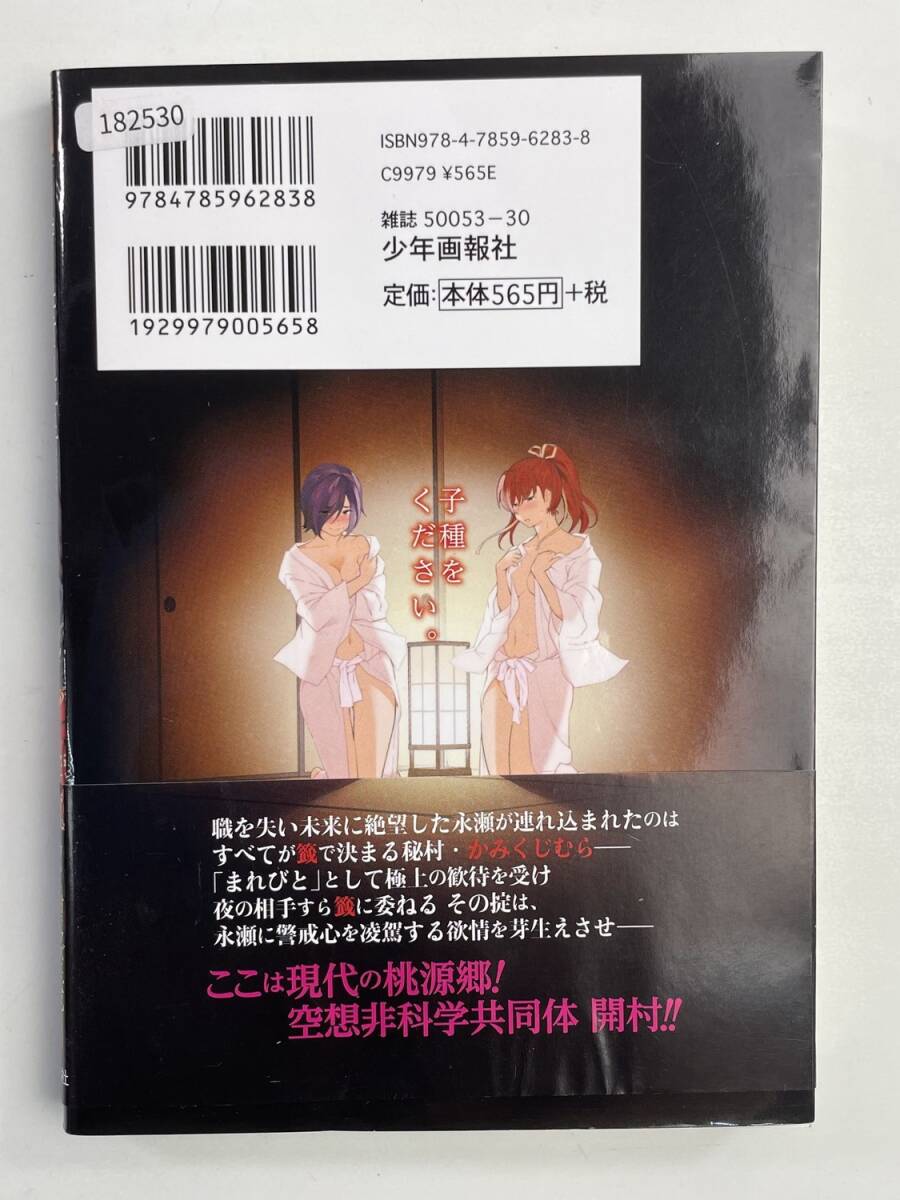 182530
ISBN978-4-7859-6283-8
C9979 ¥565E
9784785962838
雑誌 50053-30
少年画報社
1929979005658
定価:本体565円+税
子種を
ください。
職を失い未来に絶望した永瀬が連れ込まれたのは
すべてが籤で決まる秘村・かみくじむら──
「まれびと」として極上の歓待を受け
夜の相手すら籤に委ねる その掟は、
永瀬に警戒心を凌駕する欲情を芽生えさせ──
ここは現代の桃源郷!
空想非科学共同体 開村!!
社